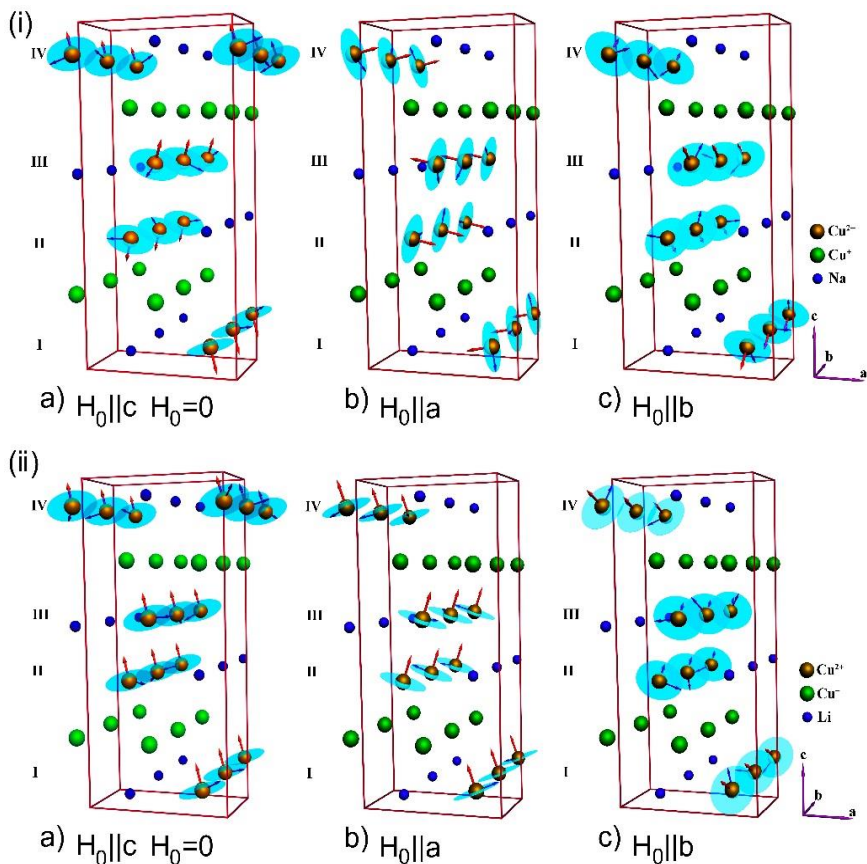 (i)
IV
III
II
I
a) H₀||c H₀=0
IV
III
II
I
b) H₀||a
IV
III
II
I
c) H₀||b
Cu²⁻
Cu⁺
Na
c
b
a
(ii)
IV
III
II
I
a) H₀||c H₀=0
IV
III
II
I
b) H₀||a
IV
III
II
I
c) H₀||b
Cu²⁺
Cu⁻
Li
c
b
a